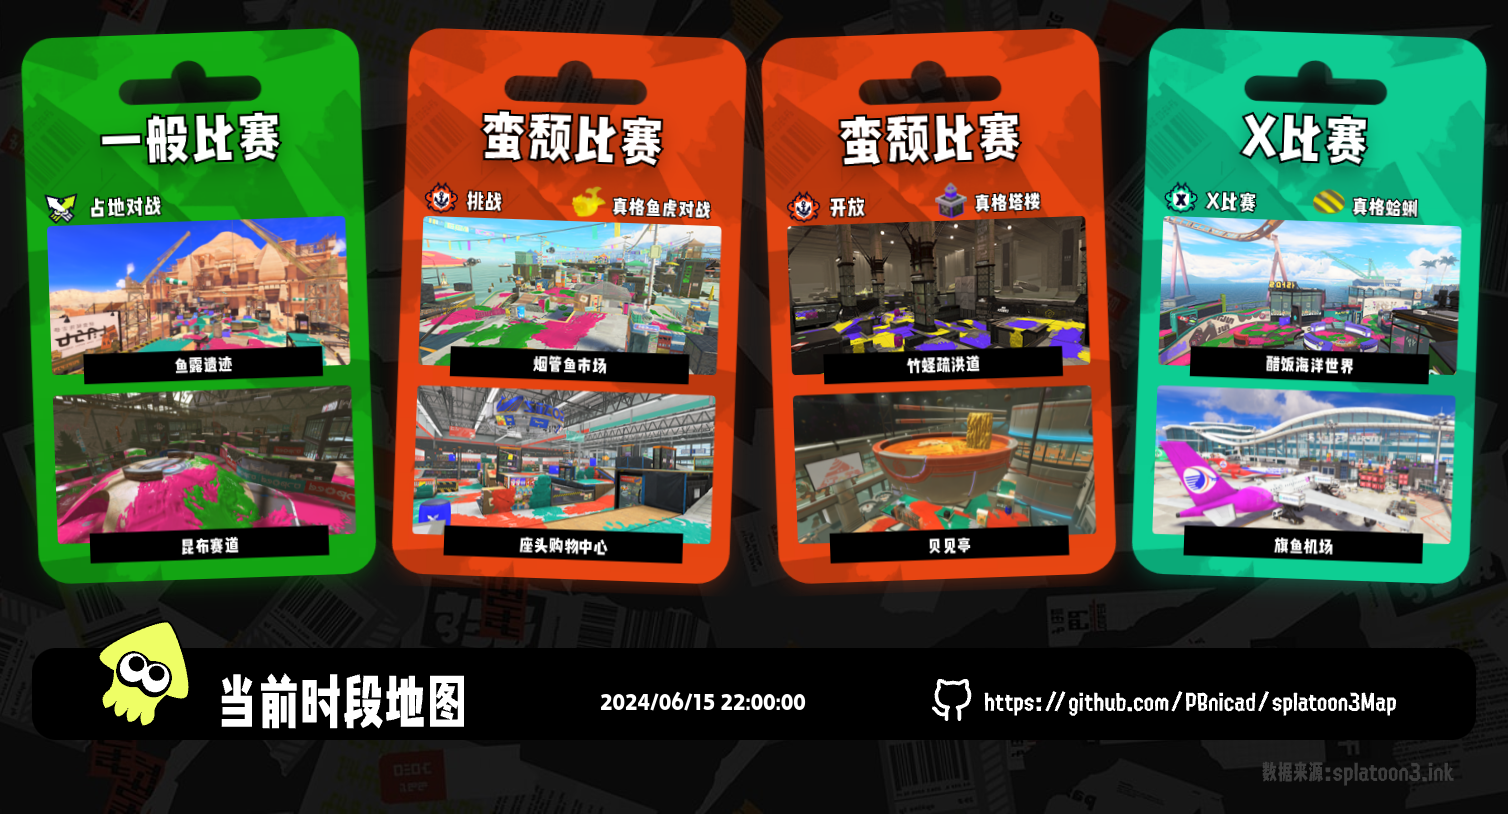 一般比赛
占地对战
鱼露遗迹
昆布赛道
蛮颓比赛
挑战
真格鱼虎对战
烟管鱼市场
座头购物中心
蛮颓比赛
开放
真格塔楼
竹蛏疏洪道
贝贝亭
X比赛
X比赛
真格蛤蜊
醋饭海洋世界
旗鱼机场
当前时段地图
2024/06/15 22:00:00
https://github.com/PBnicad/splatoon3Map
数据来源:splatoon3.ink